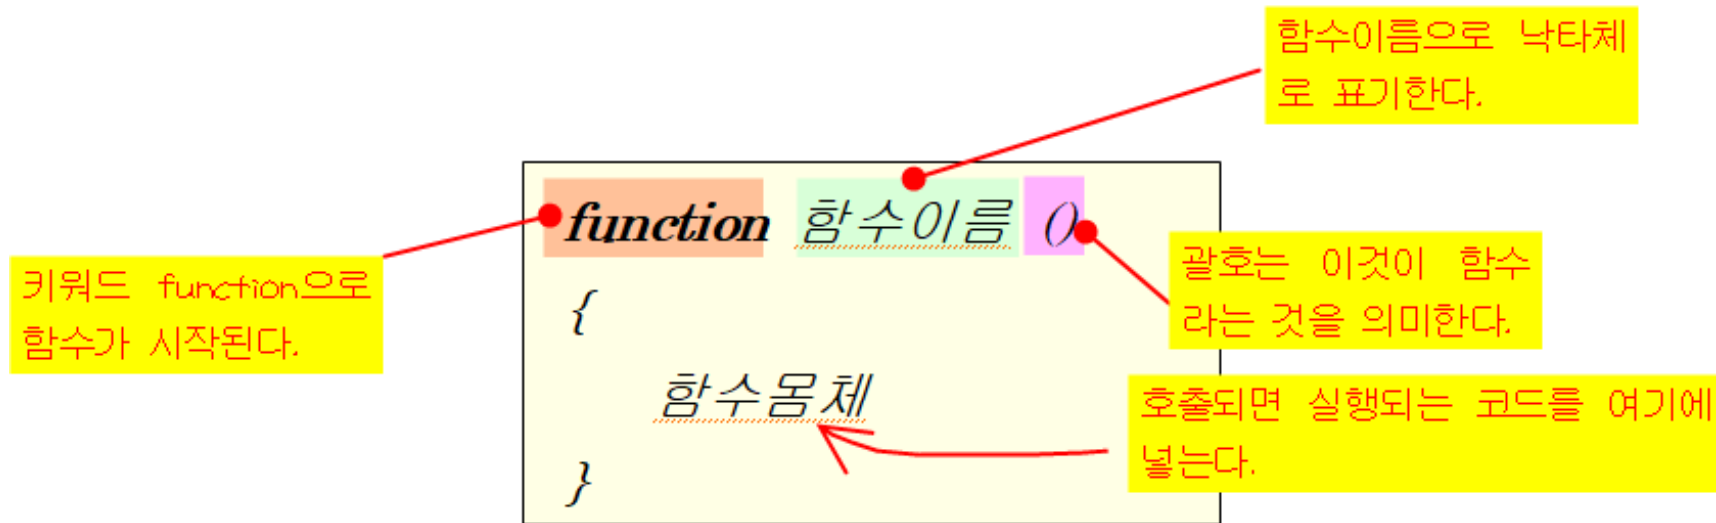 함수이름으로 낙타체
로 표기한다.
function 함수이름 ()
키워드 function으로
함수가 시작된다.
괄호는 이것이 함수
라는 것을 의미한다.
{
함수몸체
호출되면 실행되는 코드를 여기에
넣는다.
}